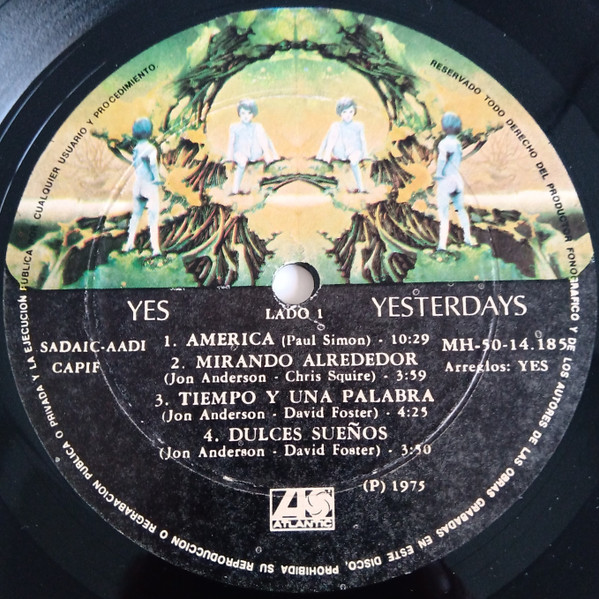 RESERVADO TODO DERECHO DEL PRODUCTOR FONOGRAFICO Y DE LOS AUTORES DE LAS OBRAS GRABADAS EN ESTE DISCO, PROHIBIDA SU REPRODUCCION O REGRABACION PUBLICA O PRIVADA Y LA EJECUCION PUBLICA CUALQUIER USUARIO Y PROCEDIMIENTO.
YES
LADO 1
YESTERDAYS
SADAIC-AADI
CAPIF
MH-50-14.185
Arreglos: YES
1. AMERICA (Paul Simon) - 10:29
2. MIRANDO ALREDEDOR
(Jon Anderson - Chris Squire) - 3:59
3. TIEMPO Y UNA PALABRA
(Jon Anderson - David Foster) - 4:25
4. DULCES SUEÑOS
(Jon Anderson - David Foster) - 3:50
(P) 1975
ATLANTIC